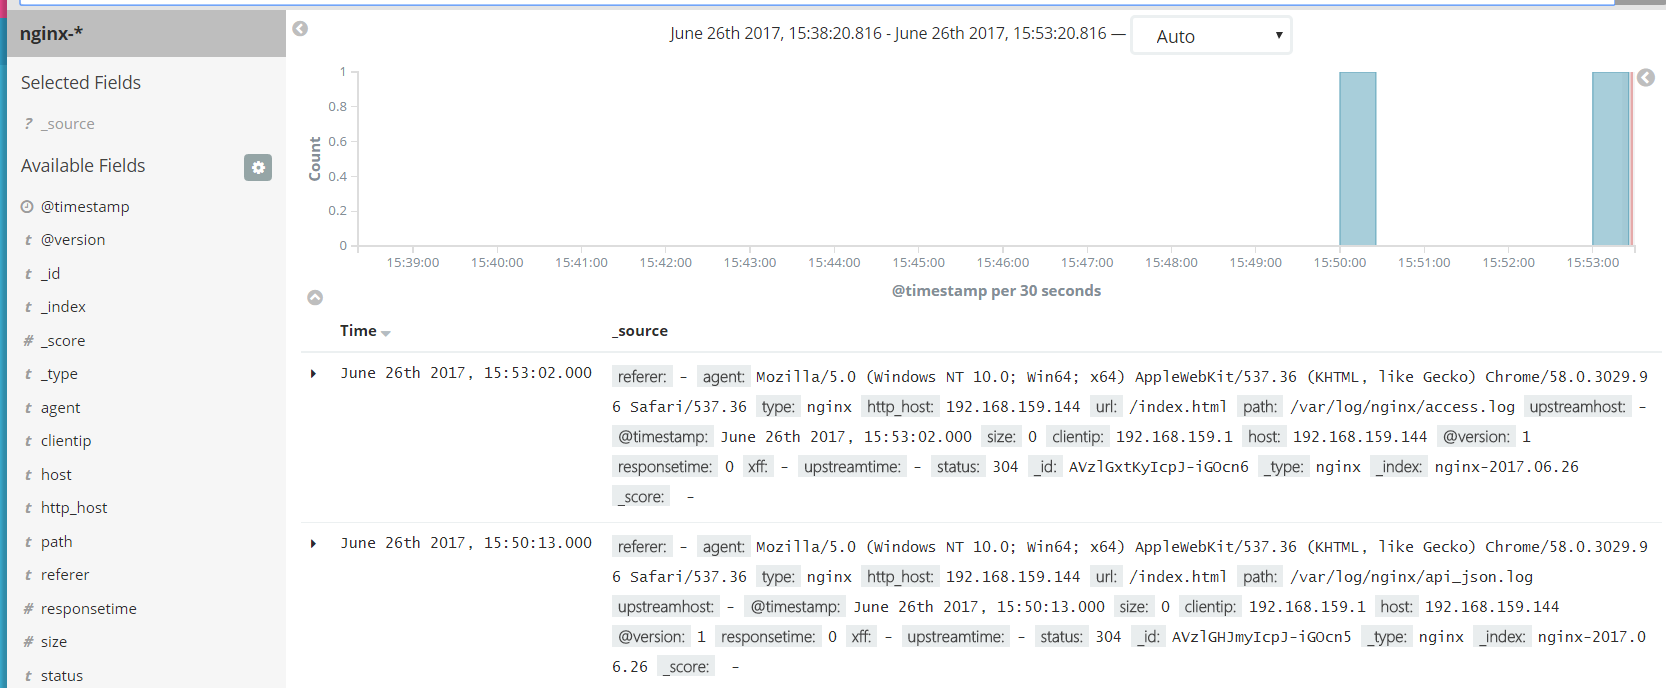 nginx-*
Selected Fields
? _source
Available Fields
@timestamp
t @version
t _id
t _index
# _score
t _type
t agent
t clientip
t host
t http_host
t path
t referer
# responsetime
# size
t status
June 26th 2017, 15:38:20.816 - June 26th 2017, 15:53:20.816 — Auto
Count
1
0.8
0.6
0.4
0.2
0
15:39:00 15:40:00 15:41:00 15:42:00 15:43:00 15:44:00 15:45:00 15:46:00 15:47:00 15:48:00 15:49:00 15:50:00 15:51:00 15:52:00 15:53:00
@timestamp per 30 seconds
Time _source
June 26th 2017, 15:53:02.000 referer: - agent: Mozilla/5.0 (Windows NT 10.0; Win64; x64) AppleWebKit/537.36 (KHTML, like Gecko) Chrome/58.0.3029.9
6 Safari/537.36 type: nginx http_host: 192.168.159.144 url: /index.html path: /var/log/nginx/access.log upstreamhost: -
@timestamp: June 26th 2017, 15:53:02.000 size: 0 clientip: 192.168.159.1 host: 192.168.159.144 @version: 1
responsetime: 0 xff: - upstreamtime: - status: 304 _id: AVzlGxtKyIcpJ-iGOcn6 _type: nginx _index: nginx-2017.06.26
_score: -
June 26th 2017, 15:50:13.000 referer: - agent: Mozilla/5.0 (Windows NT 10.0; Win64; x64) AppleWebKit/537.36 (KHTML, like Gecko) Chrome/58.0.3029.9
6 Safari/537.36 type: nginx http_host: 192.168.159.144 url: /index.html path: /var/log/nginx/api_json.log
upstreamhost: - @timestamp: June 26th 2017, 15:50:13.000 size: 0 clientip: 192.168.159.1 host: 192.168.159.144
@version: 1 responsetime: 0 xff: - upstreamtime: - status: 304 _id: AVzlGHJmyIcpJ-iGOcn5 _type: nginx _index: nginx-2017.0
6.26 _score: -